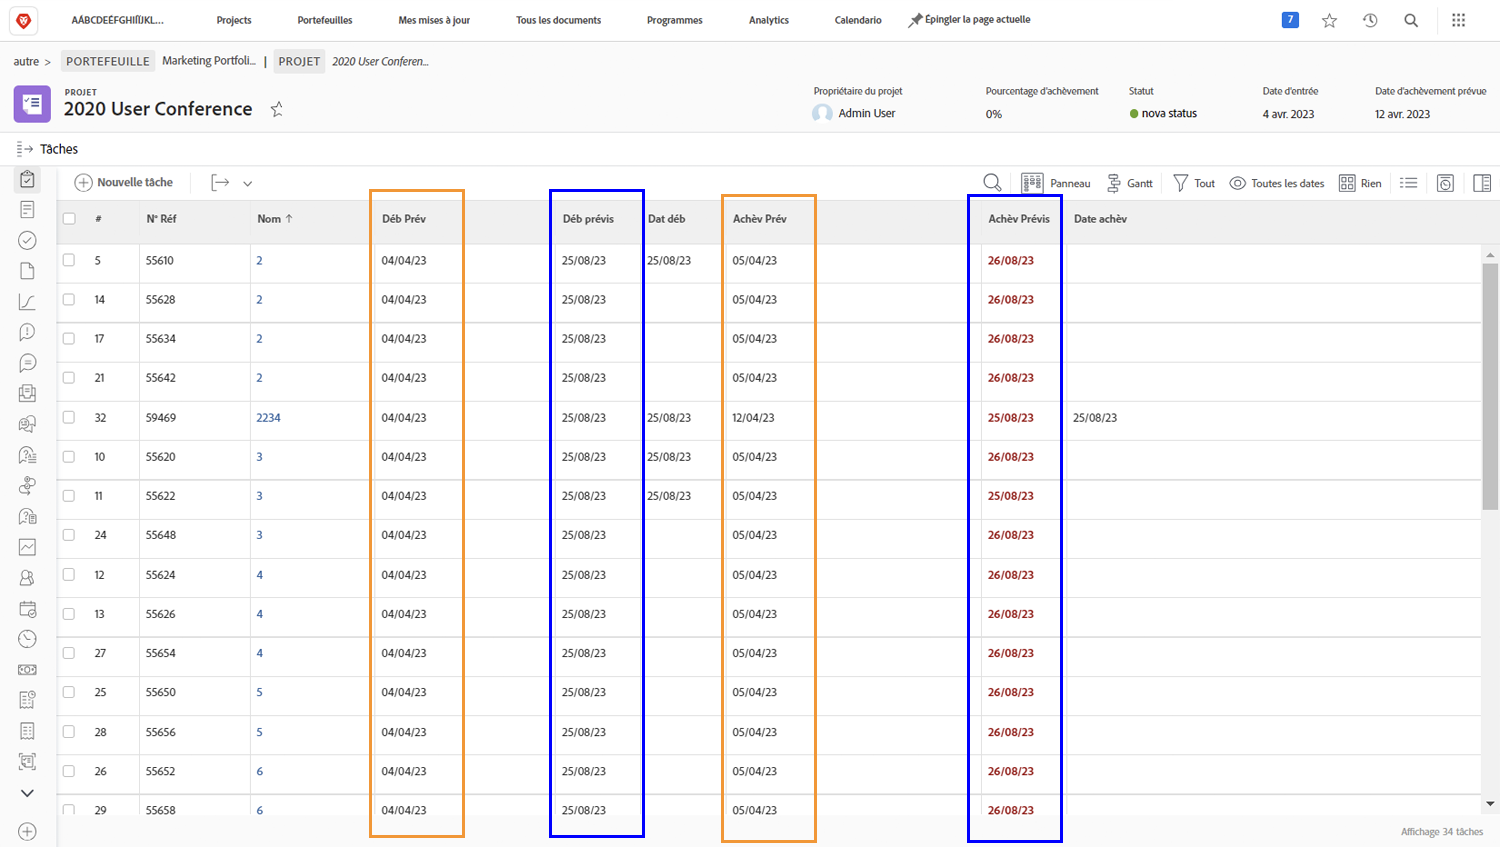 AÁBCDEÉFGHIÍIJKL... Projects Portefeuilles Mes mises à jour Tous les documents Programmes Analytics Calendario Épingler la page actuelle 7
autre > PORTEFEUILLE Marketing Portfoli... | PROJET 2020 User Conferen...
PROJET
2020 User Conference
Propriétaire du projet Pourcentage d'achèvement Statut Date d'entrée Date d'achèvement prévue
Admin User 0% nova status 4 avr. 2023 12 avr. 2023
Tâches
Nouvelle tâche Panneau Gantt Tout Toutes les dates Rien
# N° Réf Nom ↑ Déb Prév Déb prévis Dat déb Achèv Prév Achèv Prévis Date achèv
5 55610 2 04/04/23 25/08/23 25/08/23 05/04/23 26/08/23
14 55628 2 04/04/23 25/08/23 05/04/23 26/08/23
17 55634 2 04/04/23 25/08/23 05/04/23 26/08/23
21 55642 2 04/04/23 25/08/23 05/04/23 26/08/23
32 59469 2234 04/04/23 25/08/23 25/08/23 12/04/23 25/08/23 25/08/23
10 55620 3 04/04/23 25/08/23 25/08/23 05/04/23 26/08/23
11 55622 3 04/04/23 25/08/23 25/08/23 05/04/23 25/08/23
24 55648 3 04/04/23 25/08/23 05/04/23 26/08/23
12 55624 4 04/04/23 25/08/23 05/04/23 26/08/23
13 55626 4 04/04/23 25/08/23 05/04/23 26/08/23
27 55654 4 04/04/23 25/08/23 05/04/23 26/08/23
25 55650 5 04/04/23 25/08/23 05/04/23 26/08/23
28 55656 5 04/04/23 25/08/23 05/04/23 26/08/23
26 55652 6 04/04/23 25/08/23 05/04/23 26/08/23
29 55658 6 04/04/23 25/08/23 05/04/23 26/08/23
Affichage 34 tâches